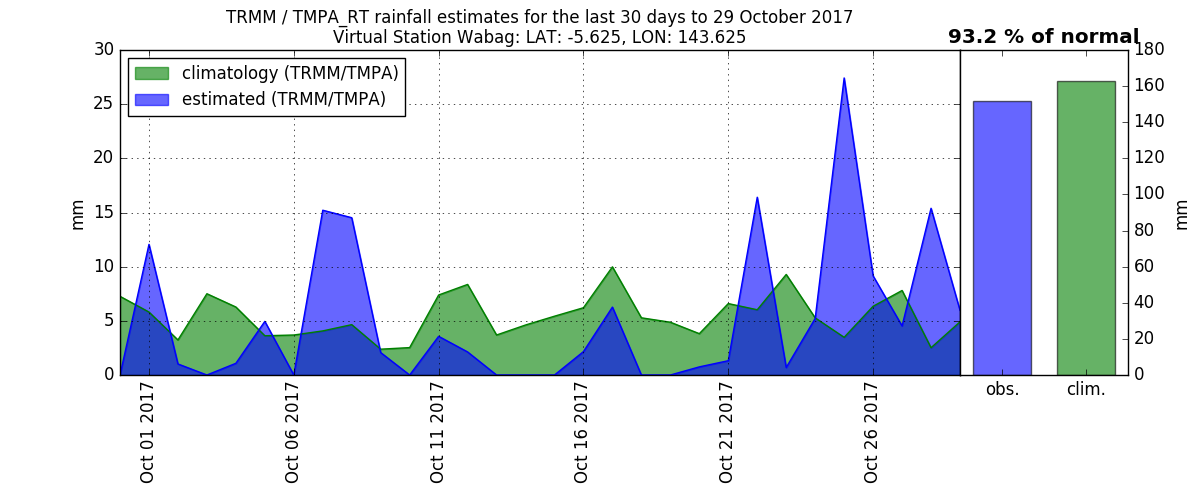 TRMM / TMPA_RT rainfall estimates for the last 30 days to 29 October 2017
Virtual Station Wabag: LAT: -5.625, LON: 143.625
93.2 % of normal
climatology (TRMM/TMPA)
estimated (TRMM/TMPA)
30
25
20
15
10
5
0
mm
Oct 01 2017
Oct 06 2017
Oct 11 2017
Oct 16 2017
Oct 21 2017
Oct 26 2017
obs.
clim.
180
160
140
120
100
80
60
40
20
0
mm